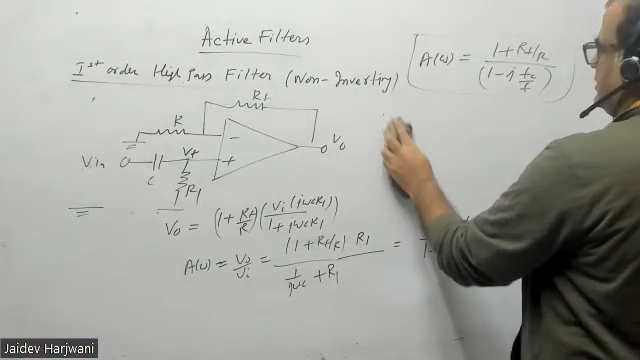 Active Filters
Ist order High Pass Filter (Non-Inverting)
A(ω) = 1 + Rf/R / (1 - j fc/f)
Rf
R
V+
Vin
C
R1
-
+
Vo
Vo = (1 + Rf/R) (Vi (jωcR1) / 1 + jωcR1)
A(ω) = Vo/Vi = (1 + Rf/R) R1 / 1/jωc + R1 =
Jaidev Harjwani